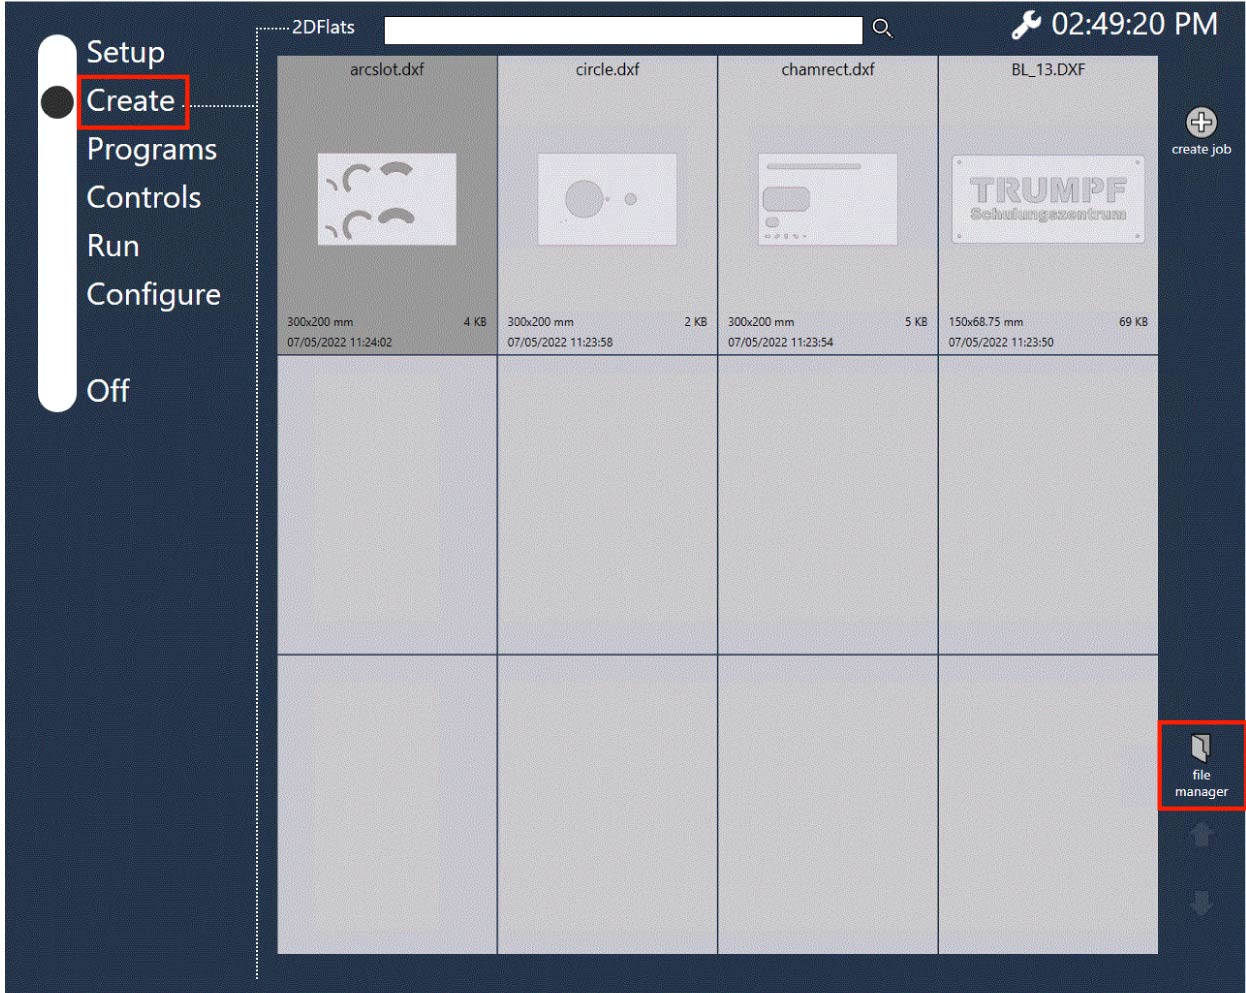 Setup
Create
Programs
Controls
Run
Configure
Off
2DFlats
02:49:20 PM
arcslot.dxf
300x200 mm 4 KB
07/05/2022 11:24:02
circle.dxf
300x200 mm 2 KB
07/05/2022 11:23:58
chamrect.dxf
300x200 mm 5 KB
07/05/2022 11:23:54
BL_13.DXF
TRUMPF
Schulungszentrum
150x68.75 mm 69 KB
07/05/2022 11:23:50
create job
file
manager